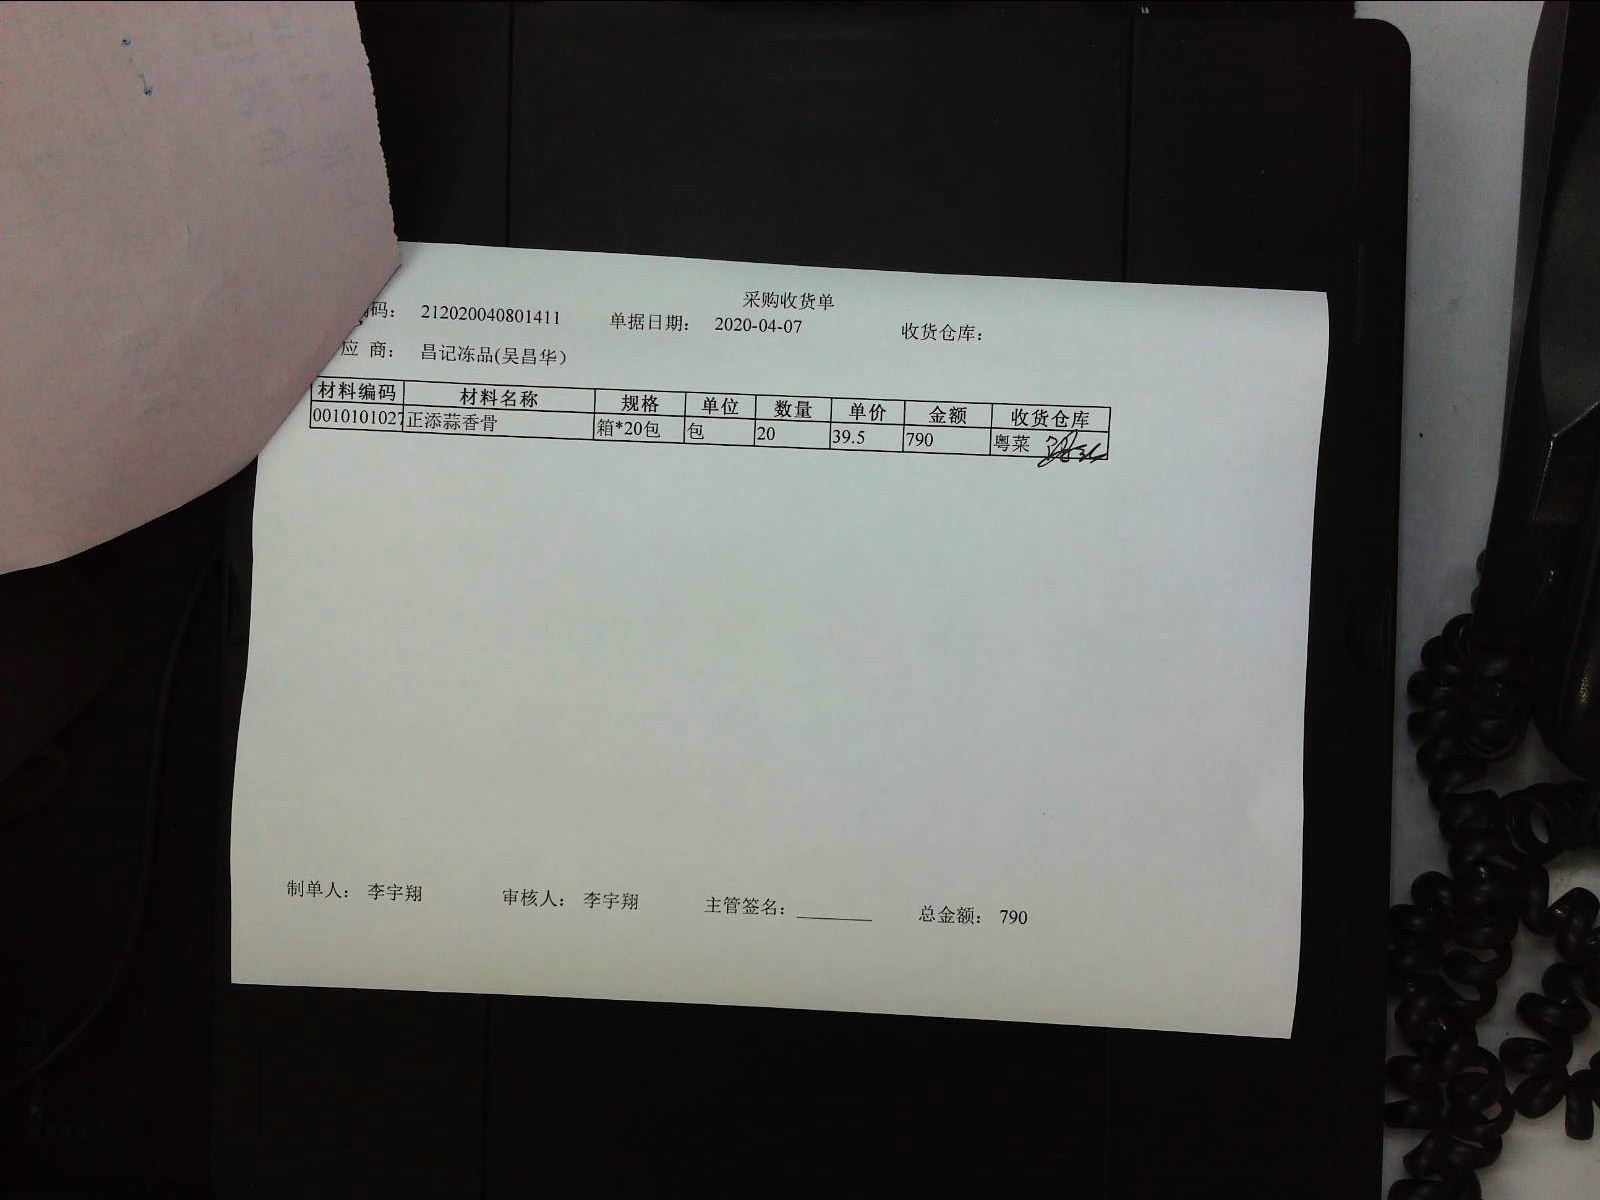 采购收货单
码： 212020040801411 单据日期： 2020-04-07 收货仓库：
应 商： 昌记冻品(吴昌华）
材料编码 材料名称 规格 单位 数量 单价 金额 收货仓库
0010101027 正添蒜香骨 箱*20包 包 20 39.5 790 粤菜
制单人： 李宇翔 审核人： 李宇翔 主管签名： 总金额： 790